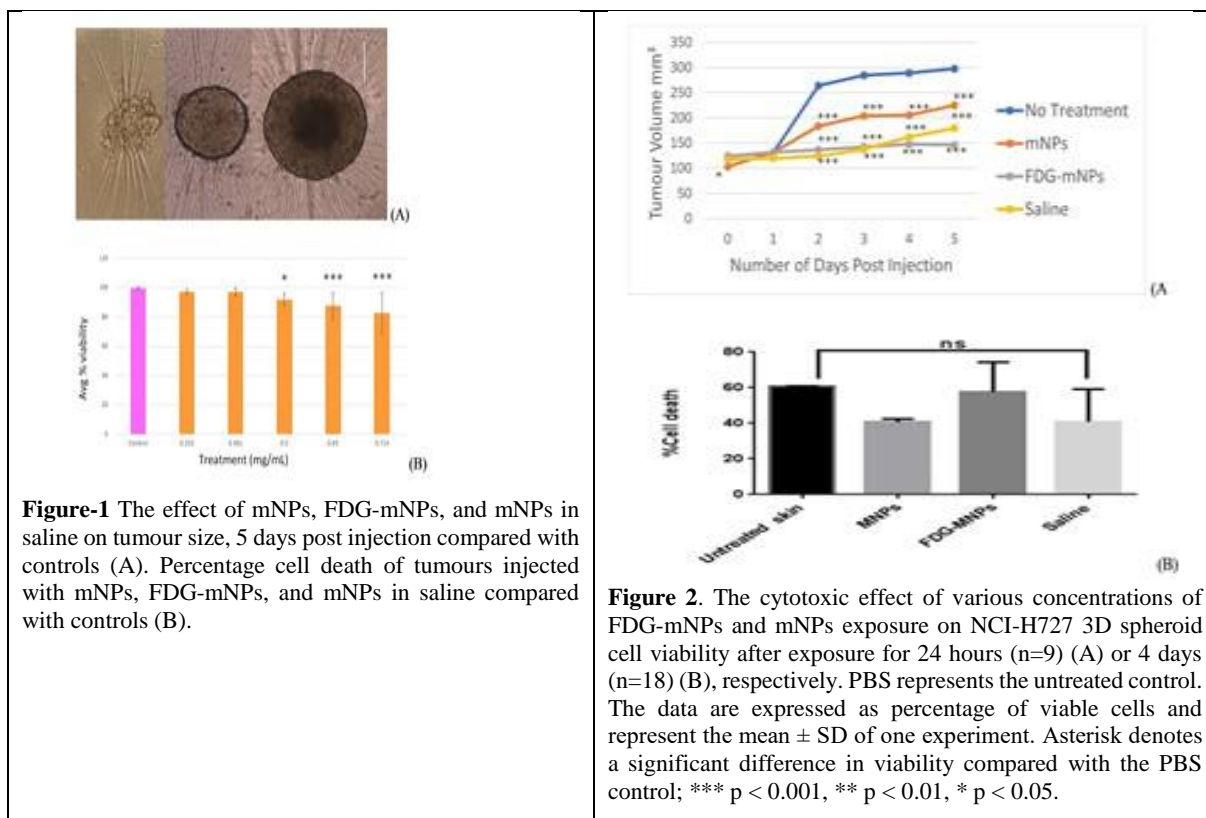 (A)
Avg % viability
Control
Treatment (mg/mL)
(B)
Figure-1 The effect of mNPs, FDG-mNPs, and mNPs in
saline on tumour size, 5 days post injection compared with
controls (A). Percentage cell death of tumours injected
with mNPs, FDG-mNPs, and mNPs in saline compared
with controls (B).
* *** ***
Tumour Volume mm³
350
300
250
200
150
100
50
0
0 1 2 3 4 5
Number of Days Post Injection
No Treatment
mNPs
FDG-mNPs
Saline
(A
%Cell death
80
60
40
20
0
ns
Untreated skin
MNPs
FDG-MNPs
Saline
(B)
Figure 2. The cytotoxic effect of various concentrations of
FDG-mNPs and mNPs exposure on NCI-H727 3D spheroid
cell viability after exposure for 24 hours (n=9) (A) or 4 days
(n=18) (B), respectively. PBS represents the untreated control.
The data are expressed as percentage of viable cells and
represent the mean ± SD of one experiment. Asterisk denotes
a significant difference in viability compared with the PBS
control; *** p < 0.001, ** p < 0.01, * p < 0.05.